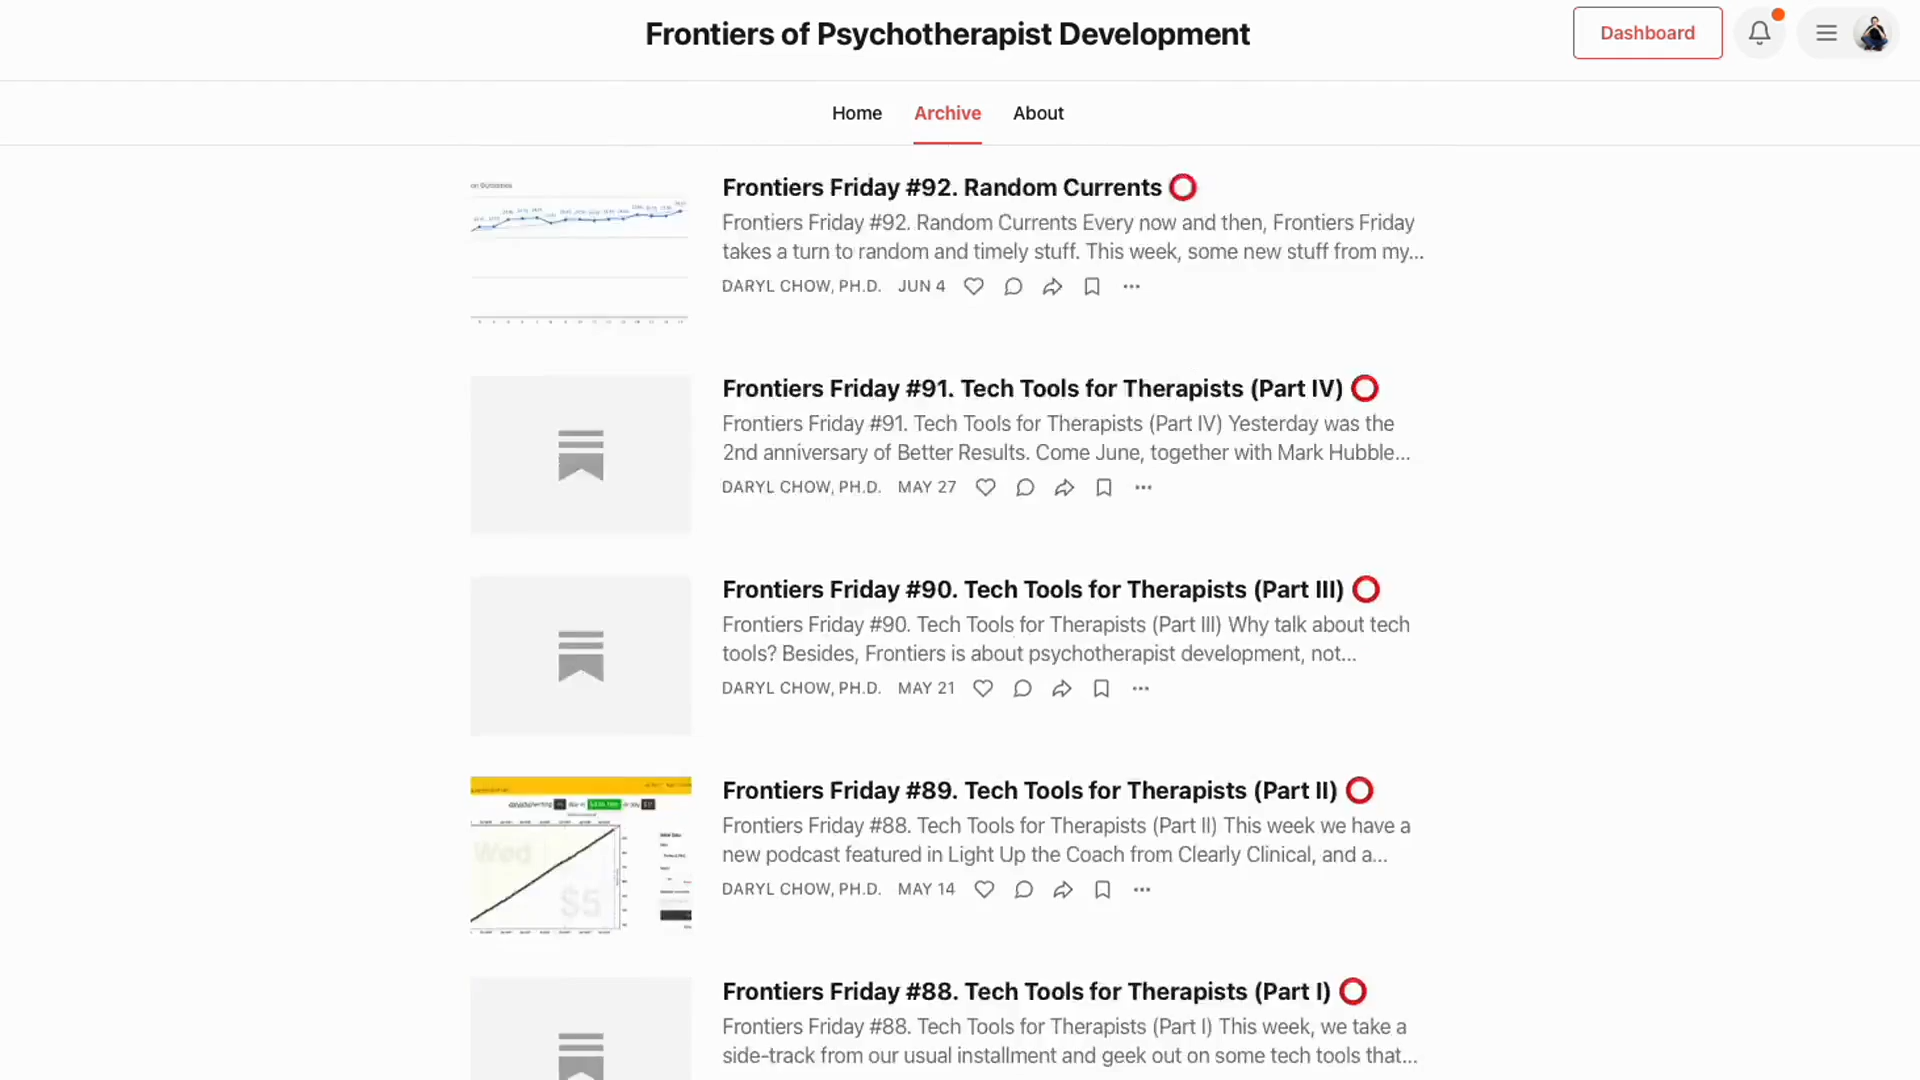 Frontiers of Psychotherapist Development
Dashboard
Home
Archive
About
Frontiers Friday #92. Random Currents
Frontiers Friday #92. Random Currents Every now and then, Frontiers Friday
takes a turn to random and timely stuff. This week, some new stuff from my...
DARYL CHOW, PH.D. JUN 4
Frontiers Friday #91. Tech Tools for Therapists (Part IV)
Frontiers Friday #91. Tech Tools for Therapists (Part IV) Yesterday was the
2nd anniversary of Better Results. Come June, together with Mark Hubble...
DARYL CHOW, PH.D. MAY 27
Frontiers Friday #90. Tech Tools for Therapists (Part III)
Frontiers Friday #90. Tech Tools for Therapists (Part III) Why talk about tech
tools? Besides, Frontiers is about psychotherapist development, not...
DARYL CHOW, PH.D. MAY 21
Wed
$5
Frontiers Friday #89. Tech Tools for Therapists (Part II)
Frontiers Friday #88. Tech Tools for Therapists (Part II) This week we have a
new podcast featured in Light Up the Coach from Clearly Clinical, and a...
DARYL CHOW, PH.D. MAY 14
Frontiers Friday #88. Tech Tools for Therapists (Part I)
Frontiers Friday #88. Tech Tools for Therapists (Part I) This week, we take a
side-track from our usual installment and geek out on some tech tools that...